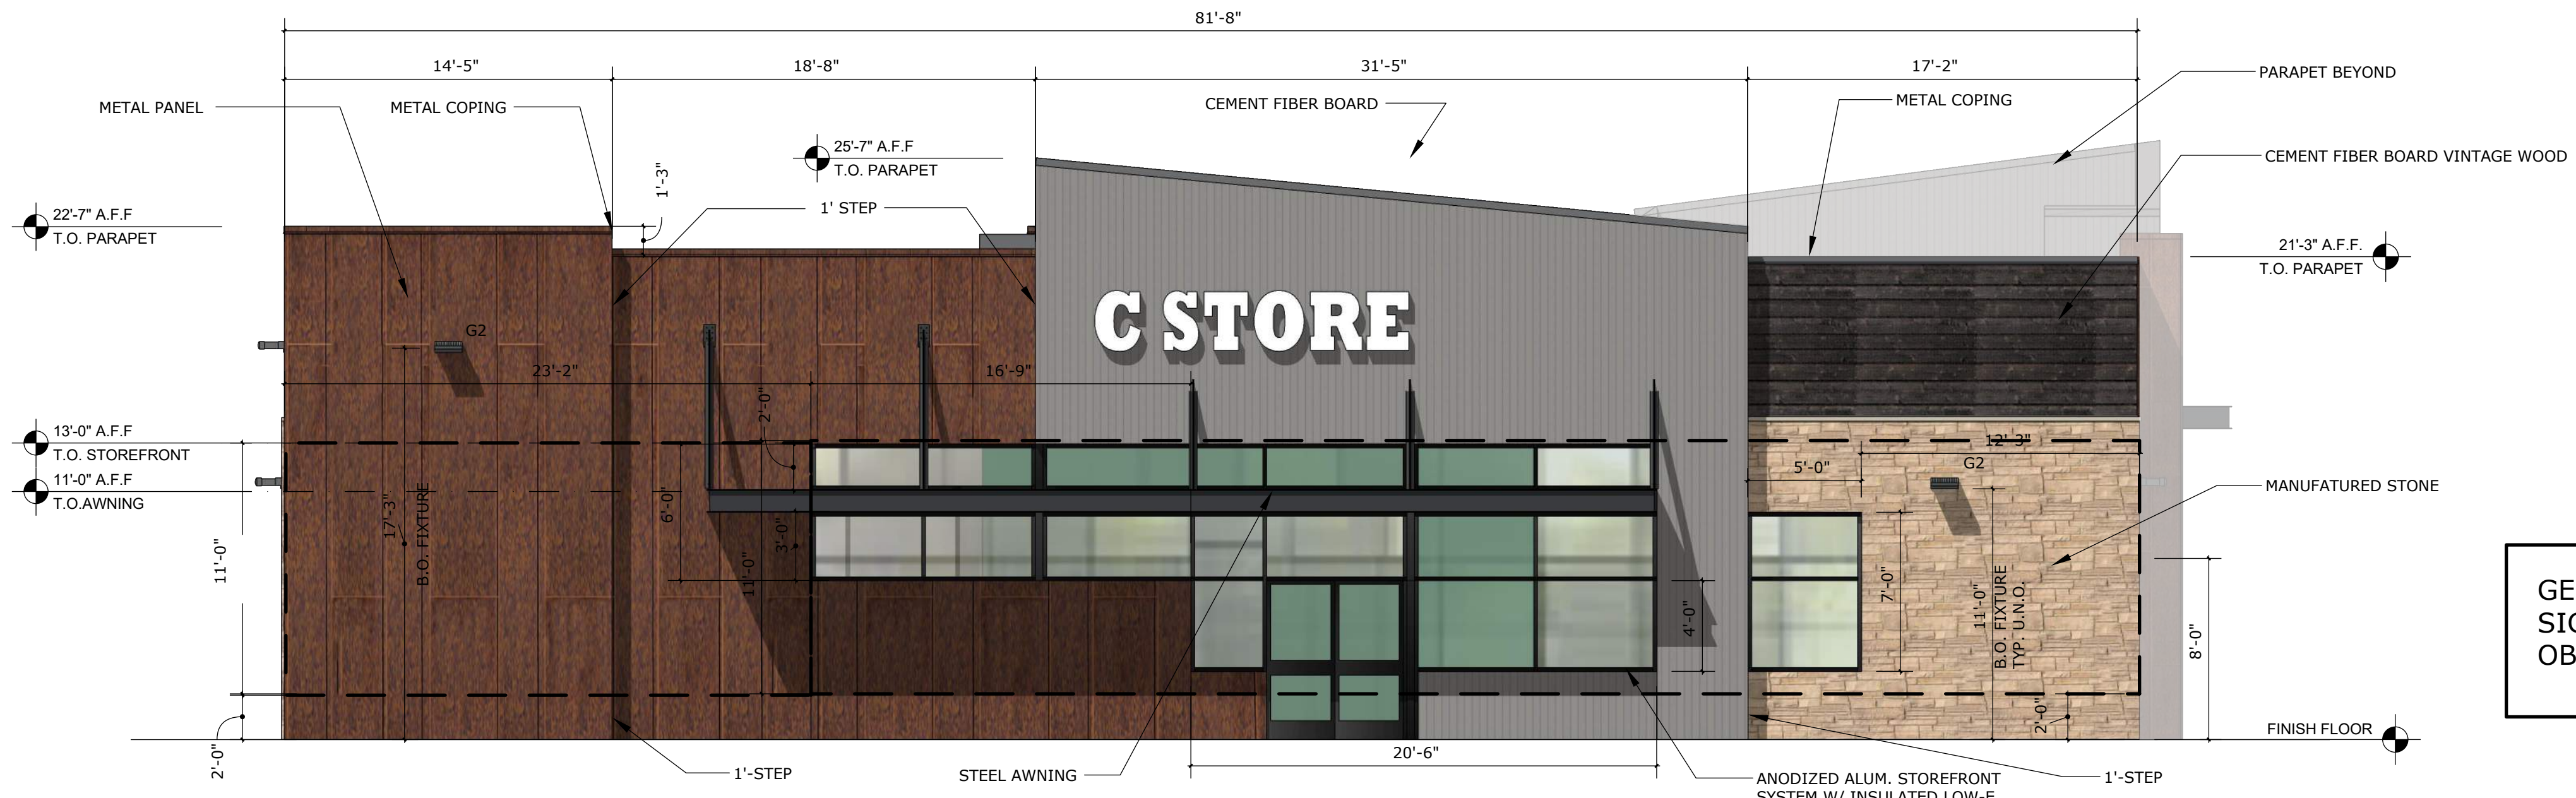 81'-8"
14'-5"
18'-8"
31'-5"
17'-2"
PARAPET BEYOND
METAL PANEL
METAL COPING
CEMENT FIBER BOARD
METAL COPING
25'-7" A.F.F
T.O. PARAPET
1'-3"
CEMENT FIBER BOARD VINTAGE WOOD
1' STEP
22'-7" A.F.F
T.O. PARAPET
21'-3" A.F.F.
T.O. PARAPET
C STORE
G2
23'-2"
16'-9"
2'-0"
13'-0" A.F.F
T.O. STOREFRONT
11'-0" A.F.F
T.O.AWNING
12'-3"
5'-0"
G2
MANUFATURED STONE
17'-3"
B.O. FIXTURE
6'-0"
3'-0"
11'-0"
11'-0"
4'-0"
7'-0"
11'-0"
B.O. FIXTURE
TYP. U.N.O.
8'-0"
GE
SIG
OB
2'-0"
2'-0"
FINISH FLOOR
20'-6"
1'-STEP
STEEL AWNING
ANODIZED ALUM. STOREFRONT
SYSTEM W/ INSULATED LOW-E
1'-STEP